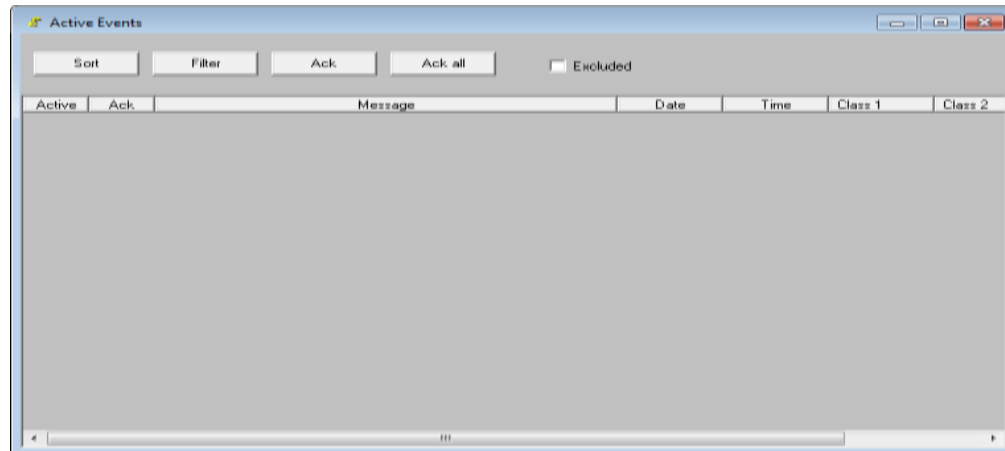 Active Events
Sort Filter Ack Ack all Excluded
Active Ack Message Date Time Class 1 Class 2